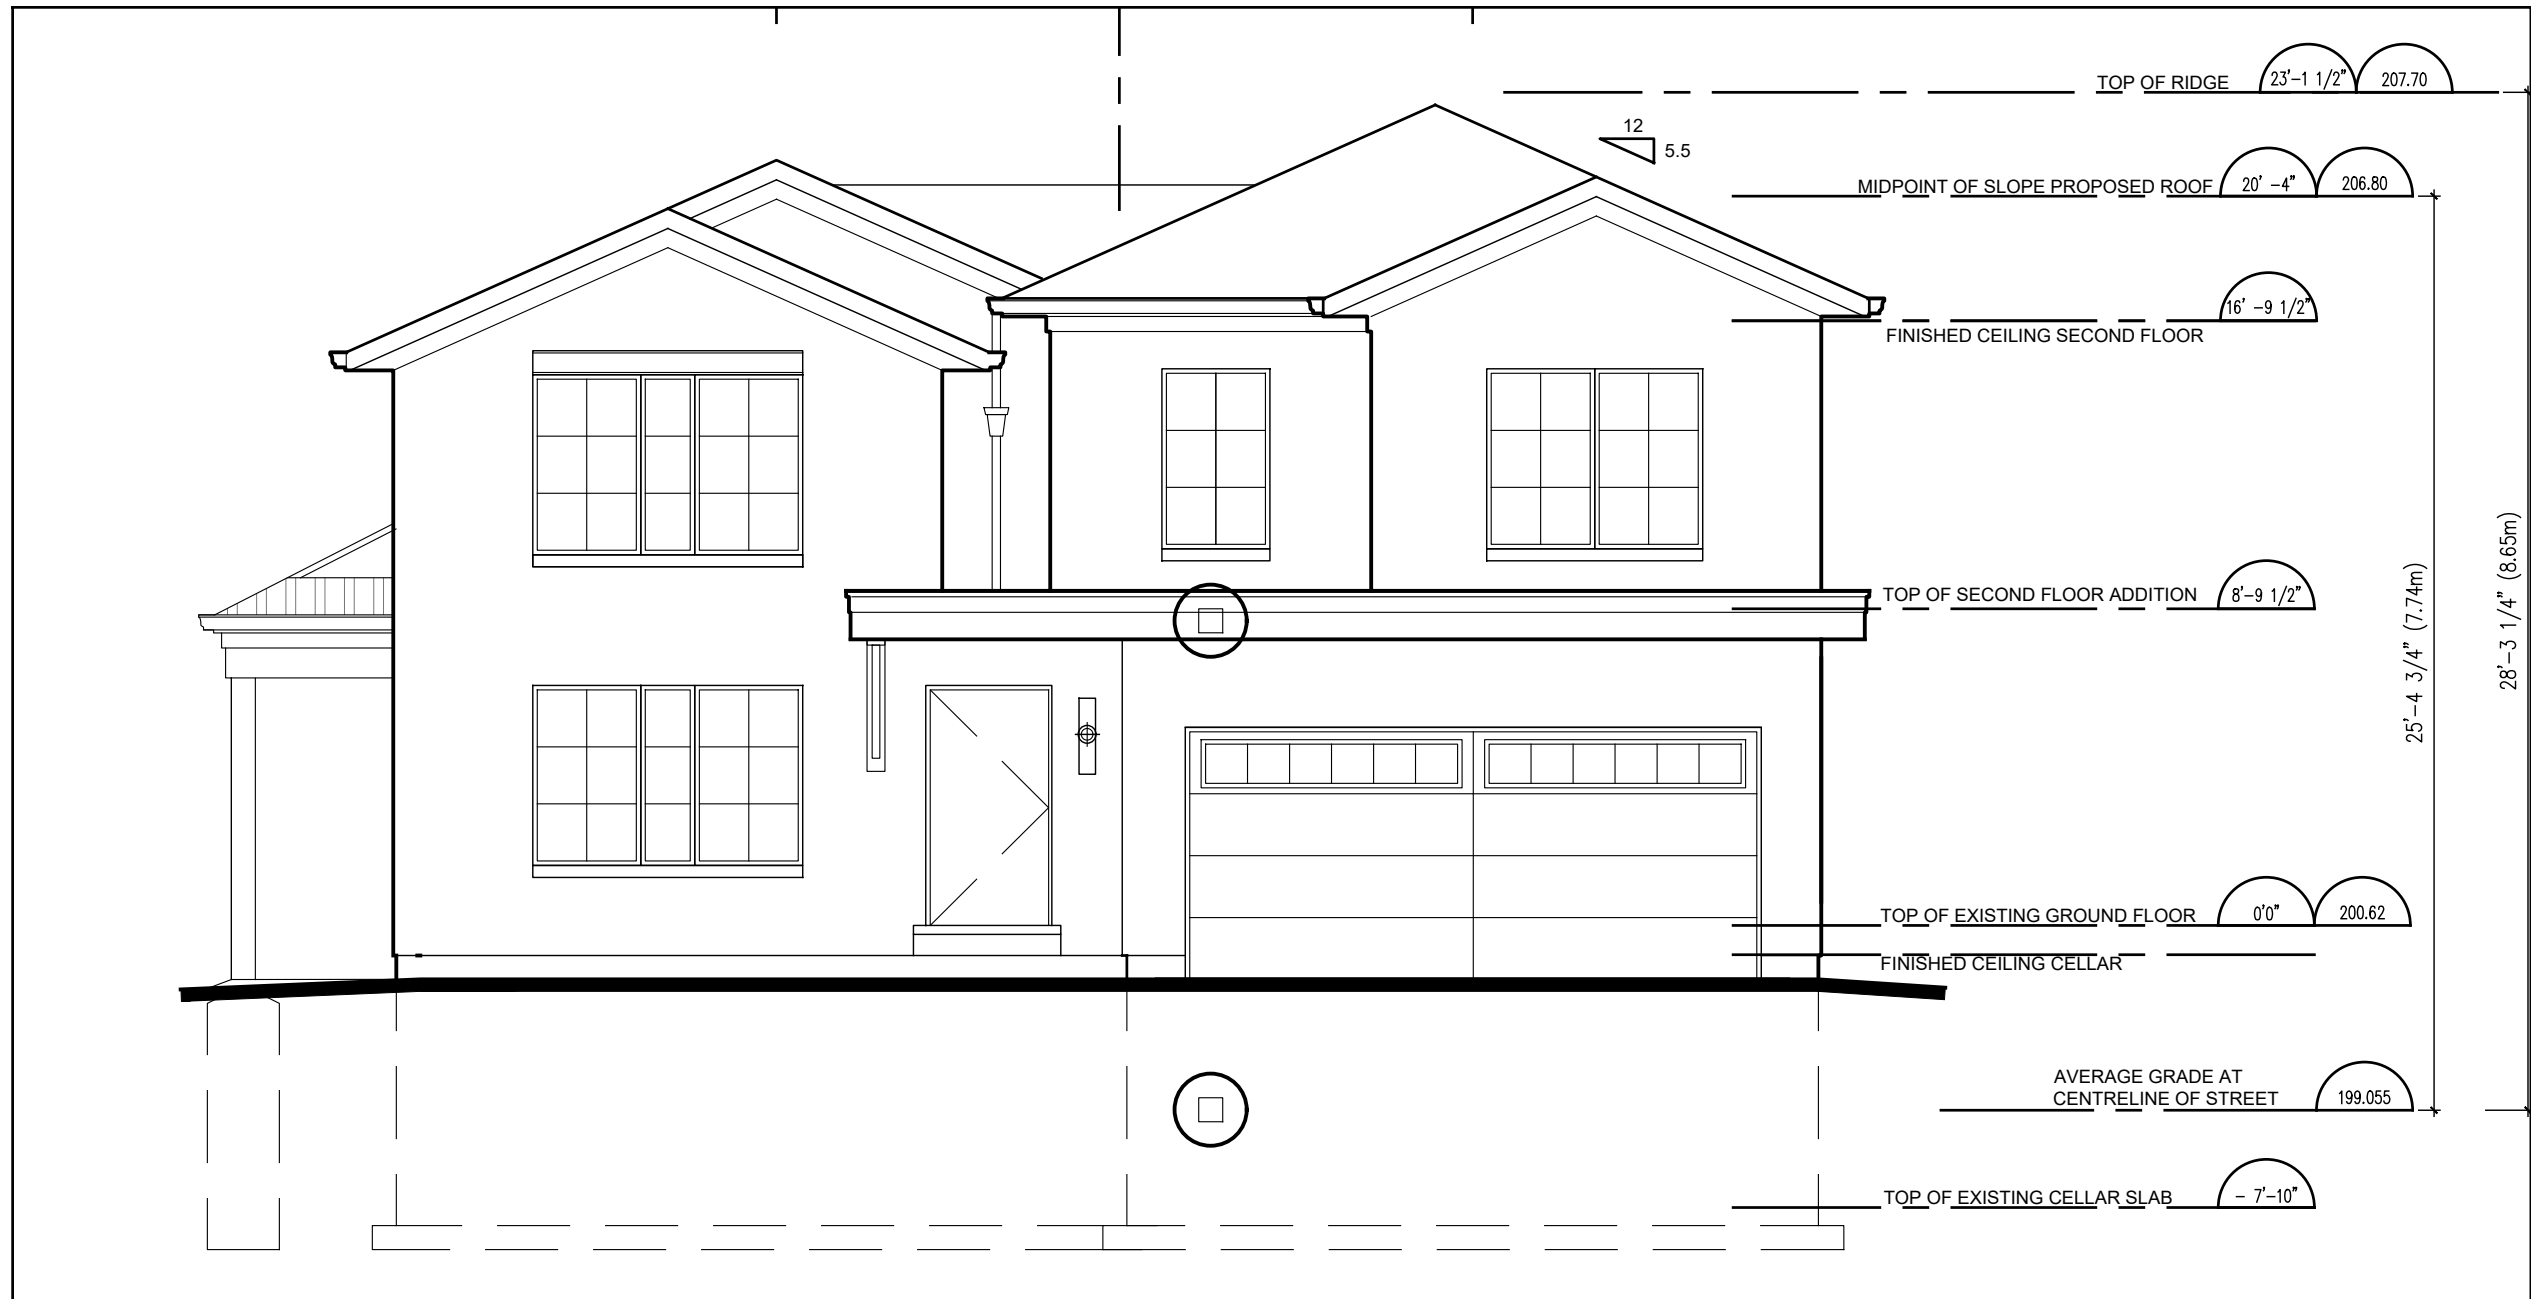 TOP OF RIDGE 23'-1 1/2" 207.70
12
5.5
MIDPOINT OF SLOPE PROPOSED ROOF 20' -4" 206.80
16' -9 1/2"
FINISHED CEILING SECOND FLOOR
28'-3 1/4" (8.65m)
25'-4 3/4" (7.74m)
TOP OF SECOND FLOOR ADDITION 8'-9 1/2"
TOP OF EXISTING GROUND FLOOR 0'0" 200.62
FINISHED CEILING CELLAR
AVERAGE GRADE AT
CENTRELINE OF STREET 199.055
TOP OF EXISTING CELLAR SLAB - 7'-10"